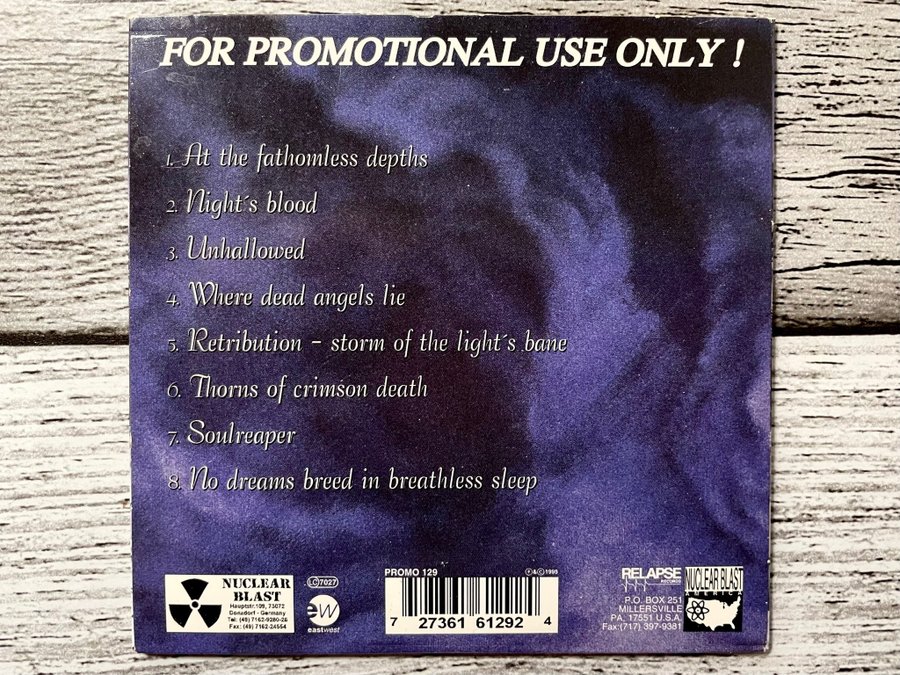 FOR PROMOTIONAL USE ONLY !
1. At the fathomless depths
2. Night´s blood
3. Unhallowed
4. Where dead angels lie
5. Retribution - storm of the light´s bane
6. Thorns of crimson death
7. Soulreaper
8. No dreams breed in breathless sleep
NUCLEAR
BLAST
Hauptstr.109, 73072
Donzdorf - Germany
Tel: (49) 7162-9280-26
Fax: (49) 7162-24554
LC 7027
ew
eastwest
PROMO 129
Ⓟ&©1995
7 27361 61292 4
RELAPSE
RECORDS
P.O. BOX 251
MILLERSVILLE
PA, 17551 U.S.A.
Fax:(717) 397-9381
NUCLEAR BLAST
AMERICA